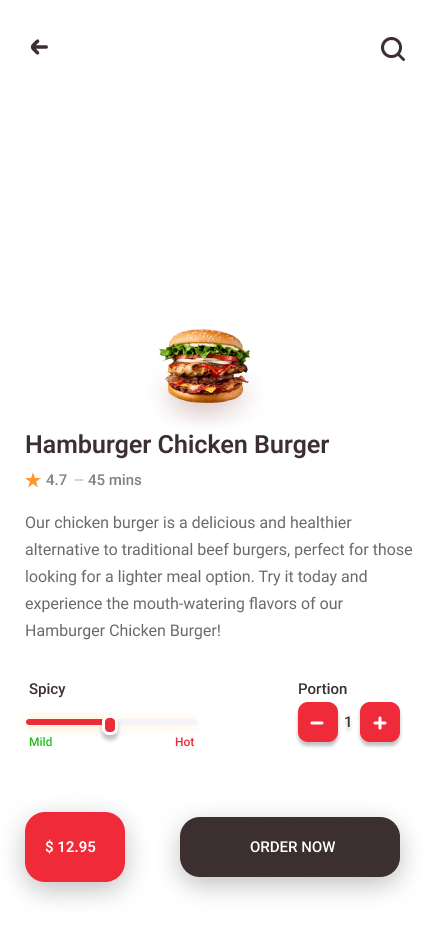 Hamburger Chicken Burger
4.7 — 45 mins
Our chicken burger is a delicious and healthier
alternative to traditional beef burgers, perfect for those
looking for a lighter meal option. Try it today and
experience the mouth-watering flavors of our
Hamburger Chicken Burger!
Spicy
Portion
1
Mild
Hot
$ 12.95
ORDER NOW